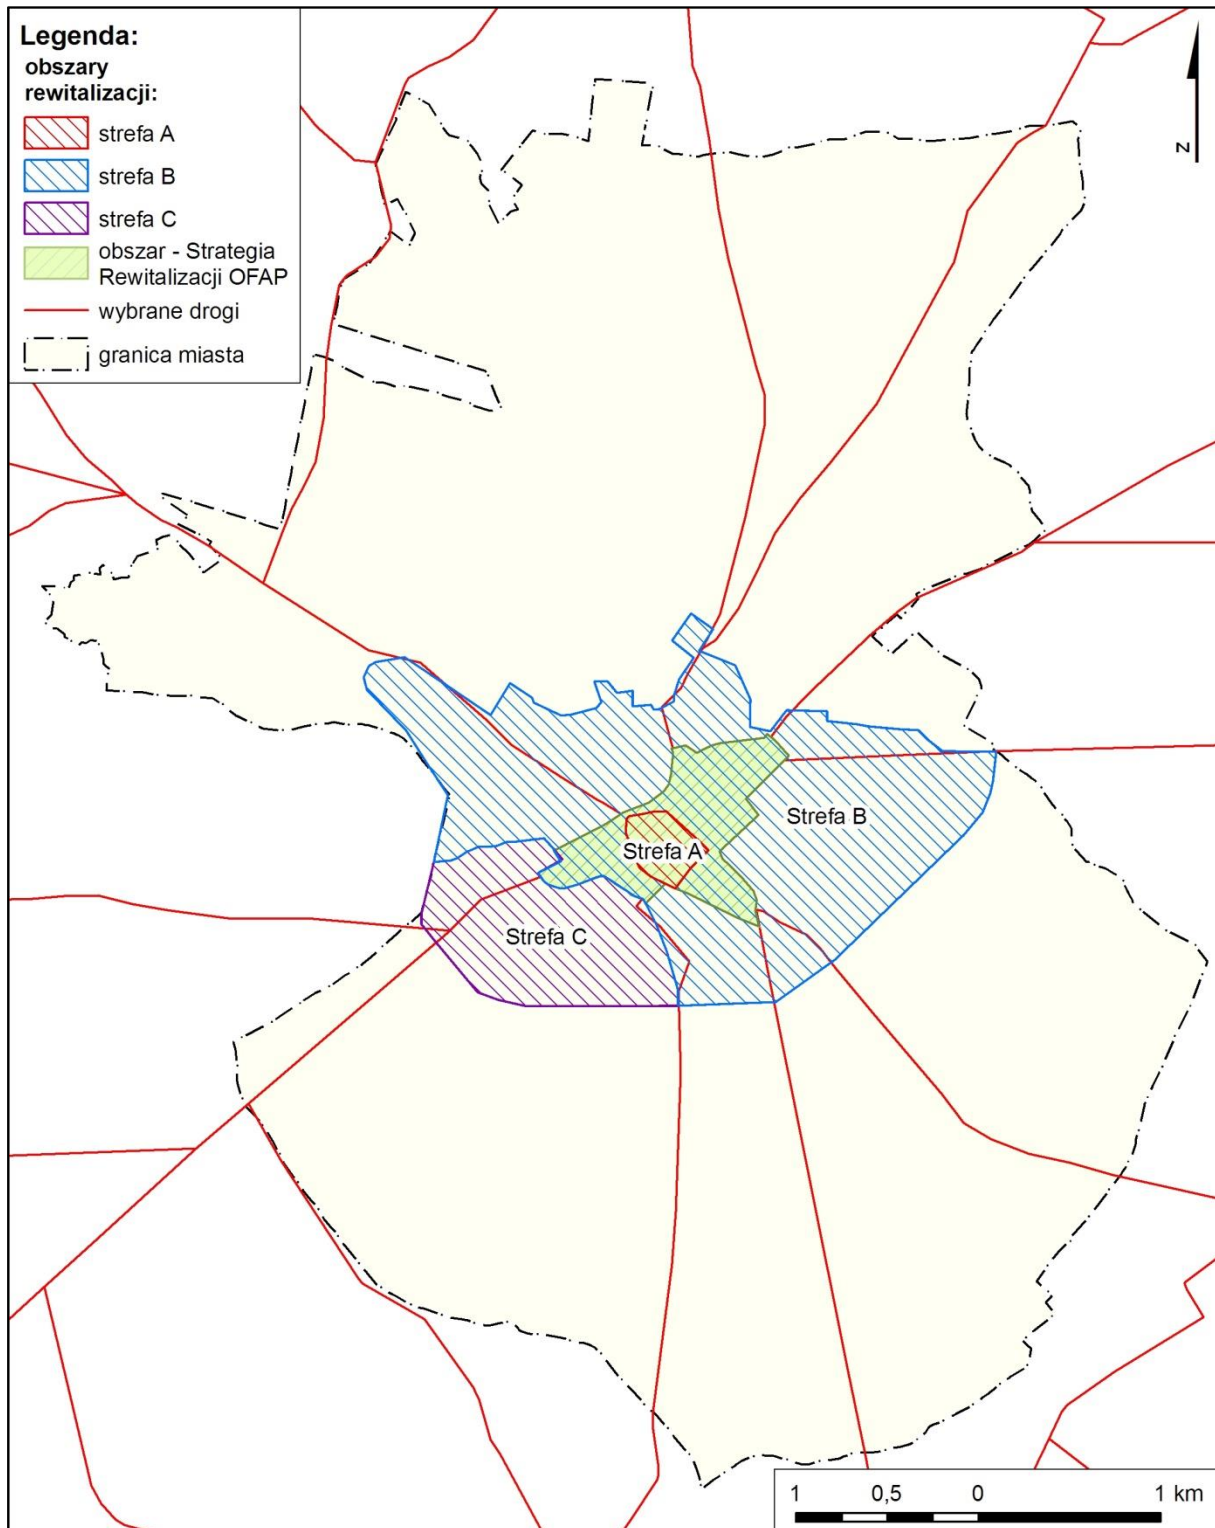 Legenda:
obszary
rewitalizacji:
strefa A
strefa B
strefa C
obszar - Strategia
Rewitalizacji OFAP
wybrane drogi
granica miasta
z
Strefa B
Strefa A
Strefa C
1 0,5 0 1 km